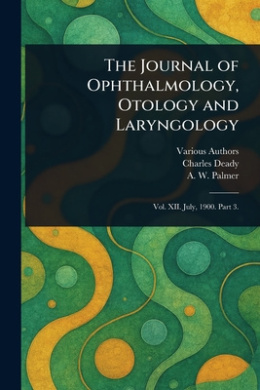 The Journal of
Ophthalmology,
Otology and
Laryngology
Various Authors
Charles Deady
A. W. Palmer
Vol. XII. July, 1900. Part 3.